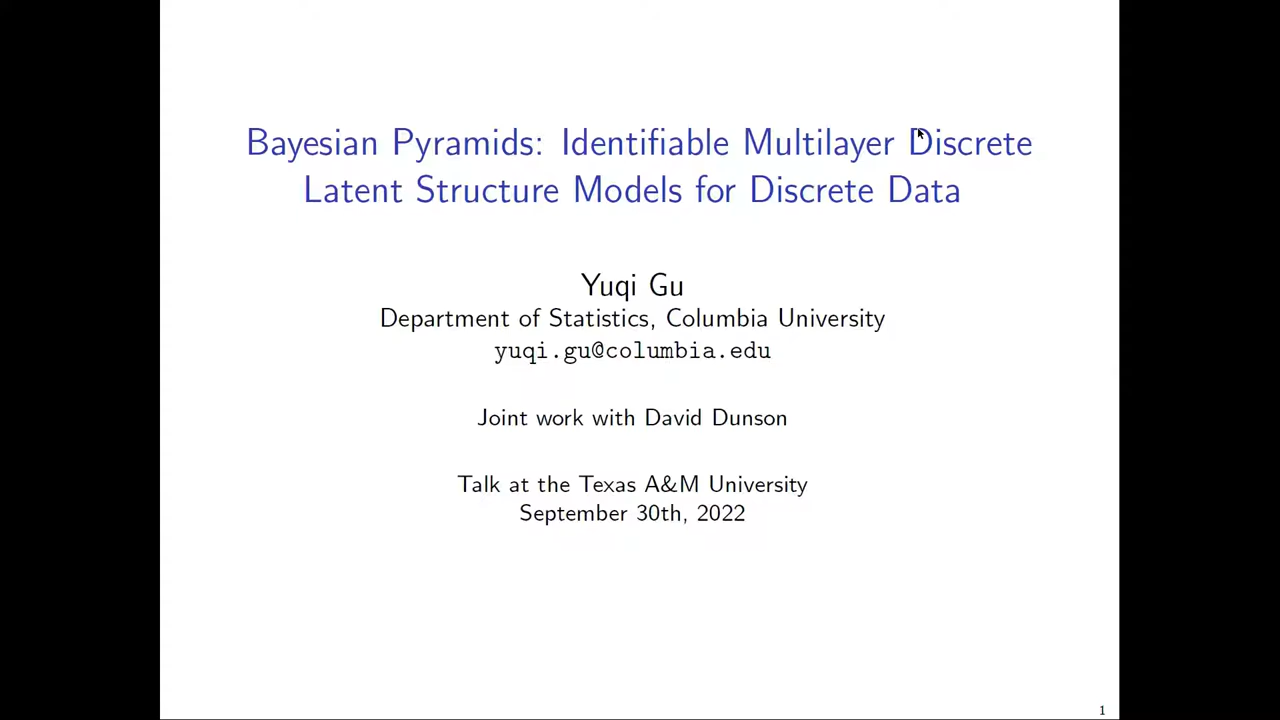 Bayesian Pyramids: Identifiable Multilayer Discrete
Latent Structure Models for Discrete Data
Yuqi Gu
Department of Statistics, Columbia University
yuqi.gu@columbia.edu
Joint work with David Dunson
Talk at the Texas A&M University
September 30th, 2022
1